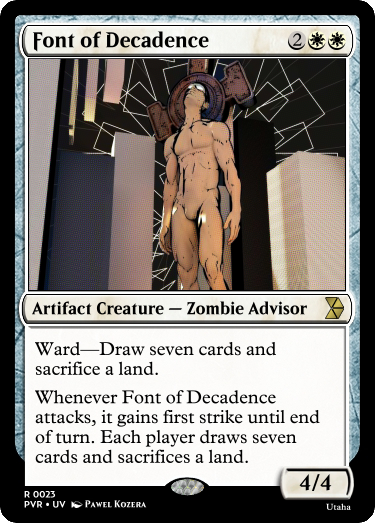 Font of Decadence
2
Artifact Creature — Zombie Advisor
Ward—Draw seven cards and
sacrifice a land.
Whenever Font of Decadence
attacks, it gains first strike until end
of turn. Each player draws seven
cards and sacrifices a land.
4/4
R 0023
PVR • UV Pawel Kozera
Utaha